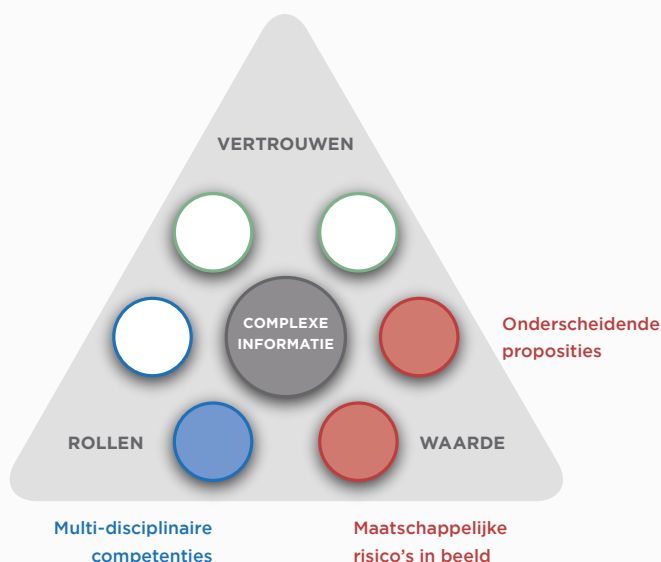 VERTROUWEN
COMPLEXE
INFORMATIE
Onderscheidende
proposities
ROLLEN
WAARDE
Multi-disciplinaire
competenties
Maatschappelijke
risico’s in beeld